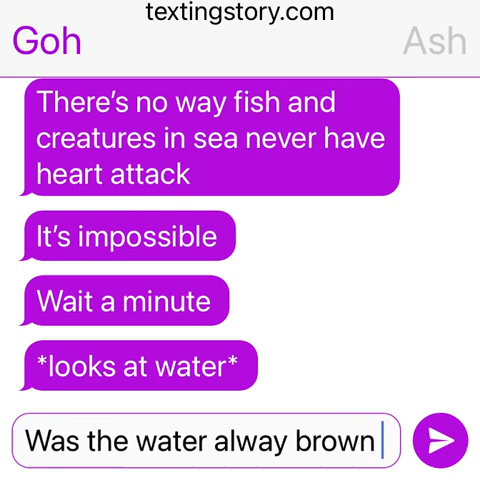 textingstory.com
Goh
Ash
There’s no way fish and
creatures in sea never have
heart attack
It’s impossible
Wait a minute
*looks at water*
Was the water alway brown